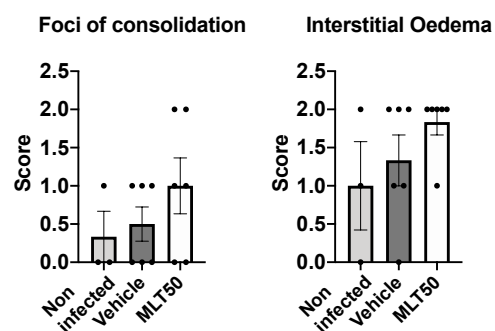 Foci of consolidation
Score
2.5
2.0
1.5
1.0
0.5
0.0
Non
infected
Vehicle
MLT50
Interstitial Oedema
Score
2.5
2.0
1.5
1.0
0.5
0.0
Non
infected
Vehicle
MLT50